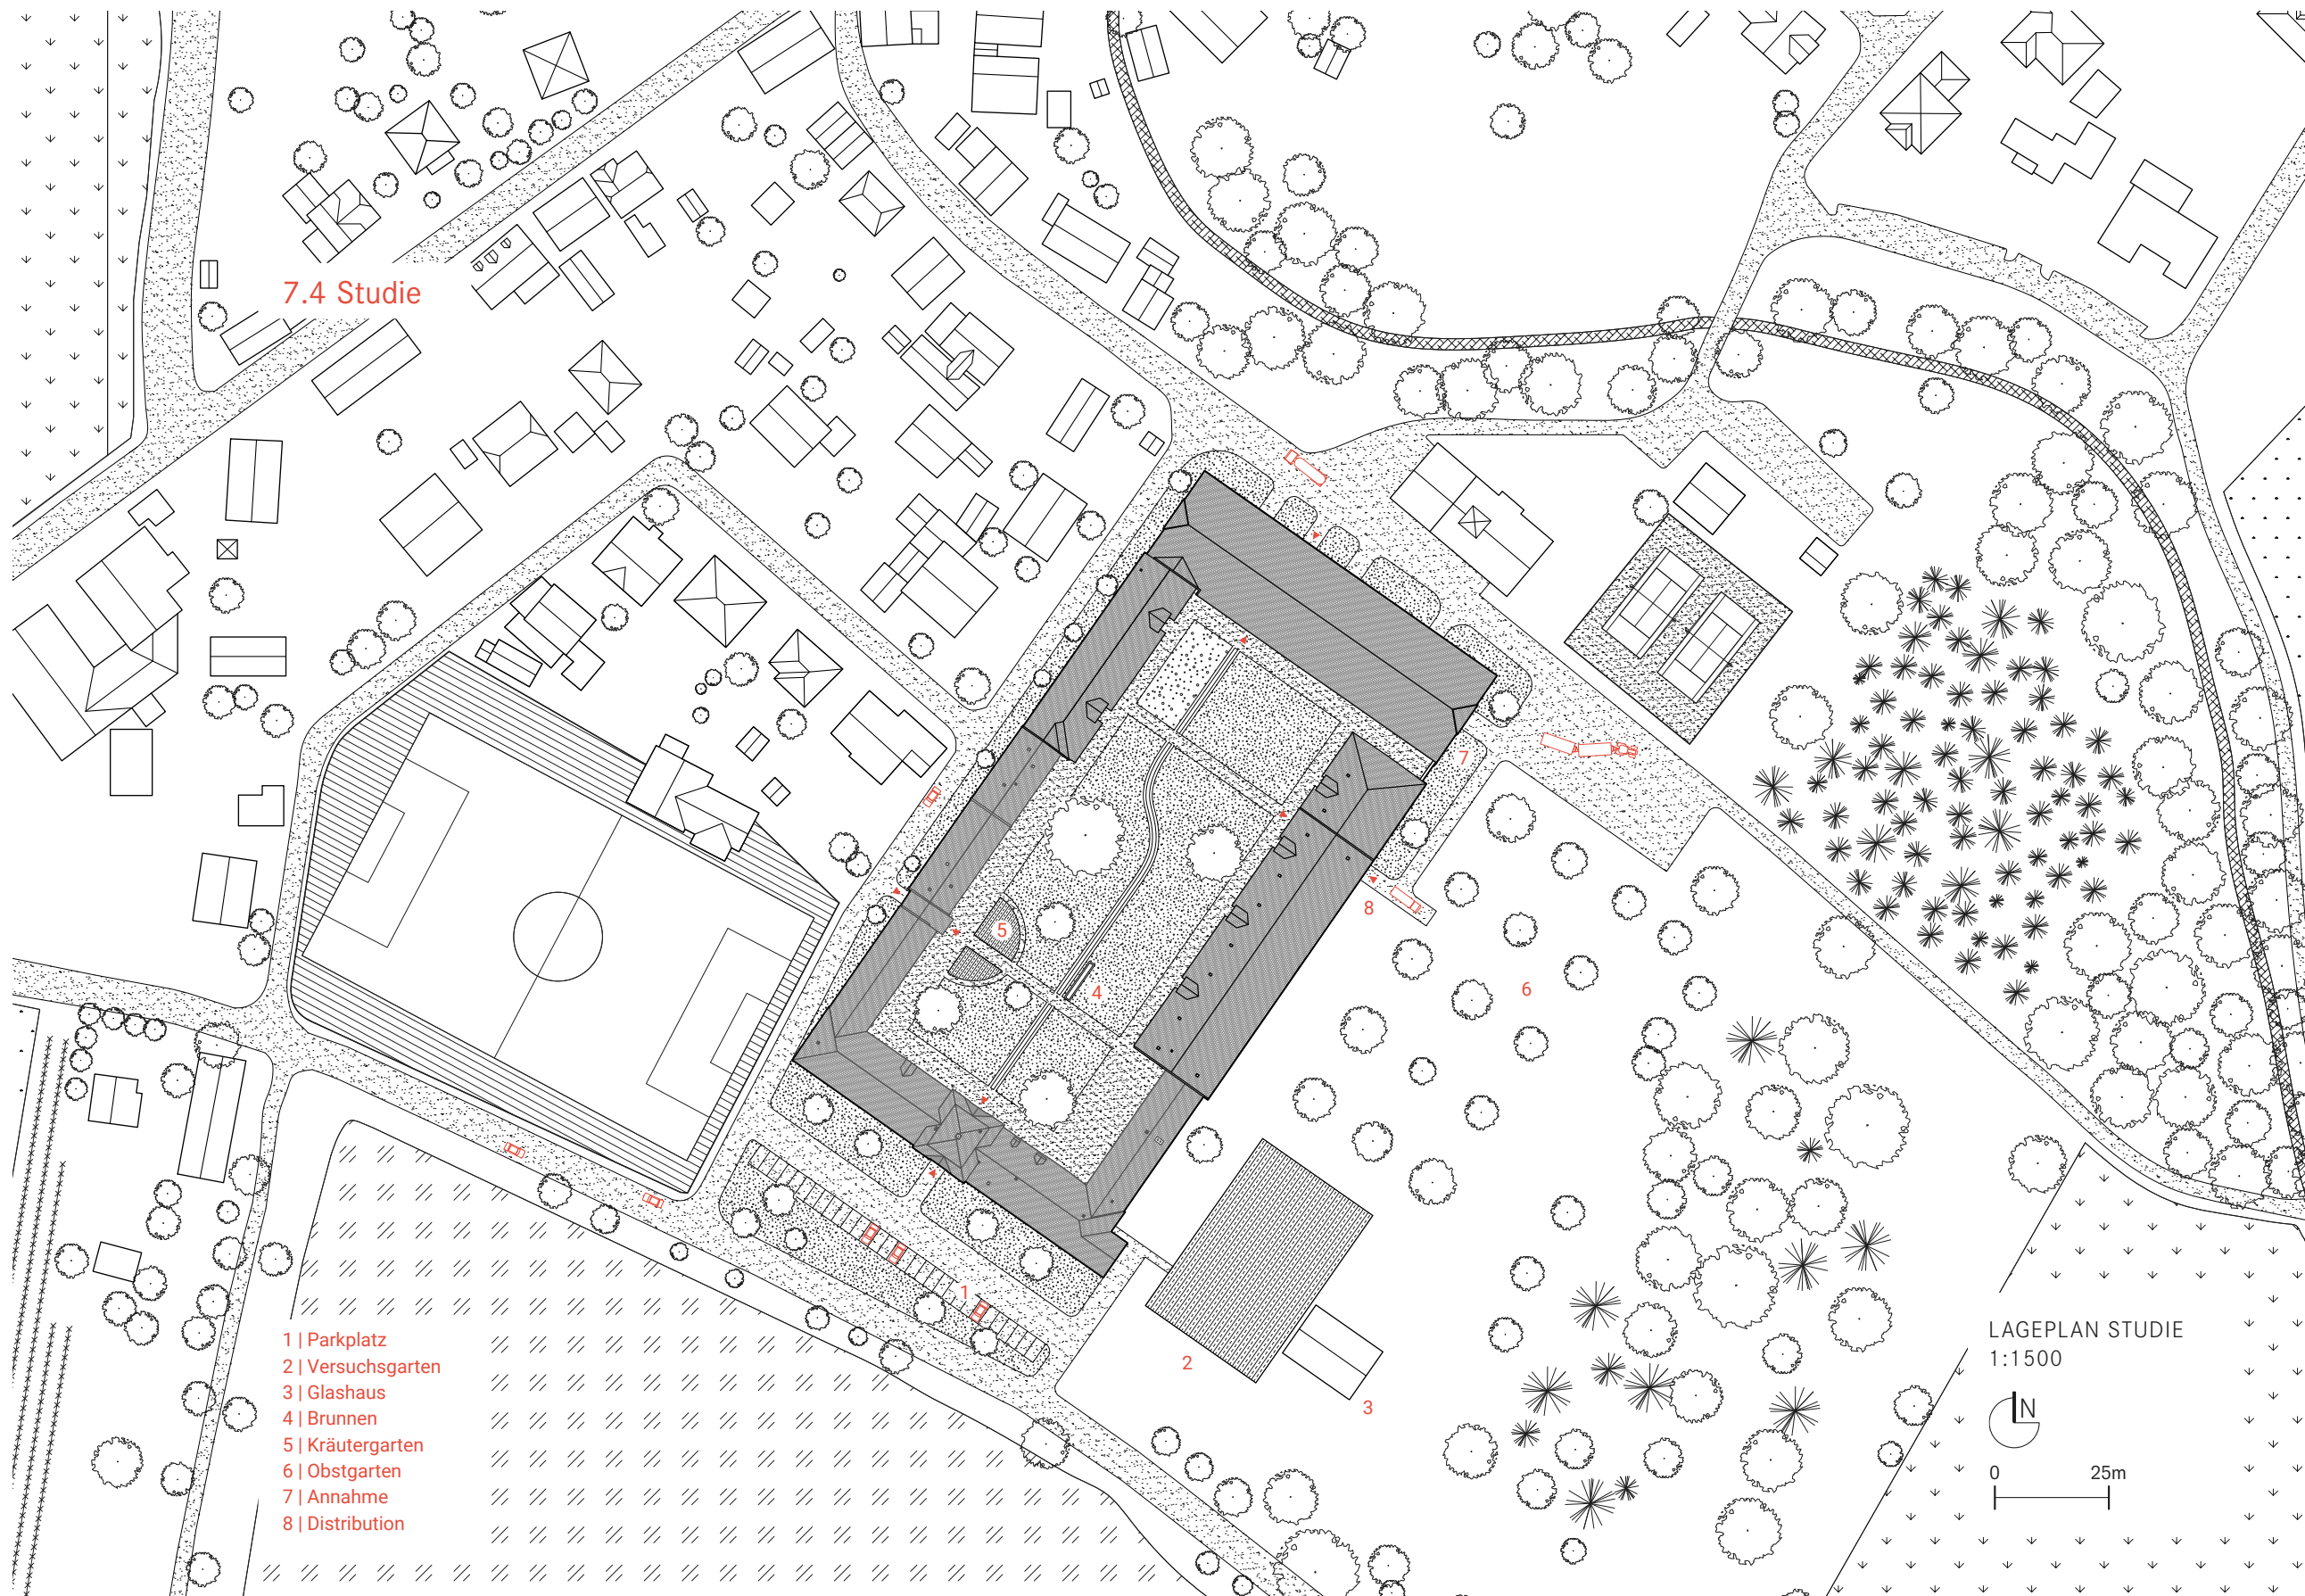 7.4 Studie
7
8
5
4
6
1
2
3
1 | Parkplatz
2 | Versuchsgarten
3 | Glashaus
4 | Brunnen
5 | Kräutergarten
6 | Obstgarten
7 | Annahme
8 | Distribution
LAGEPLAN STUDIE
1:1500
N
0 25m